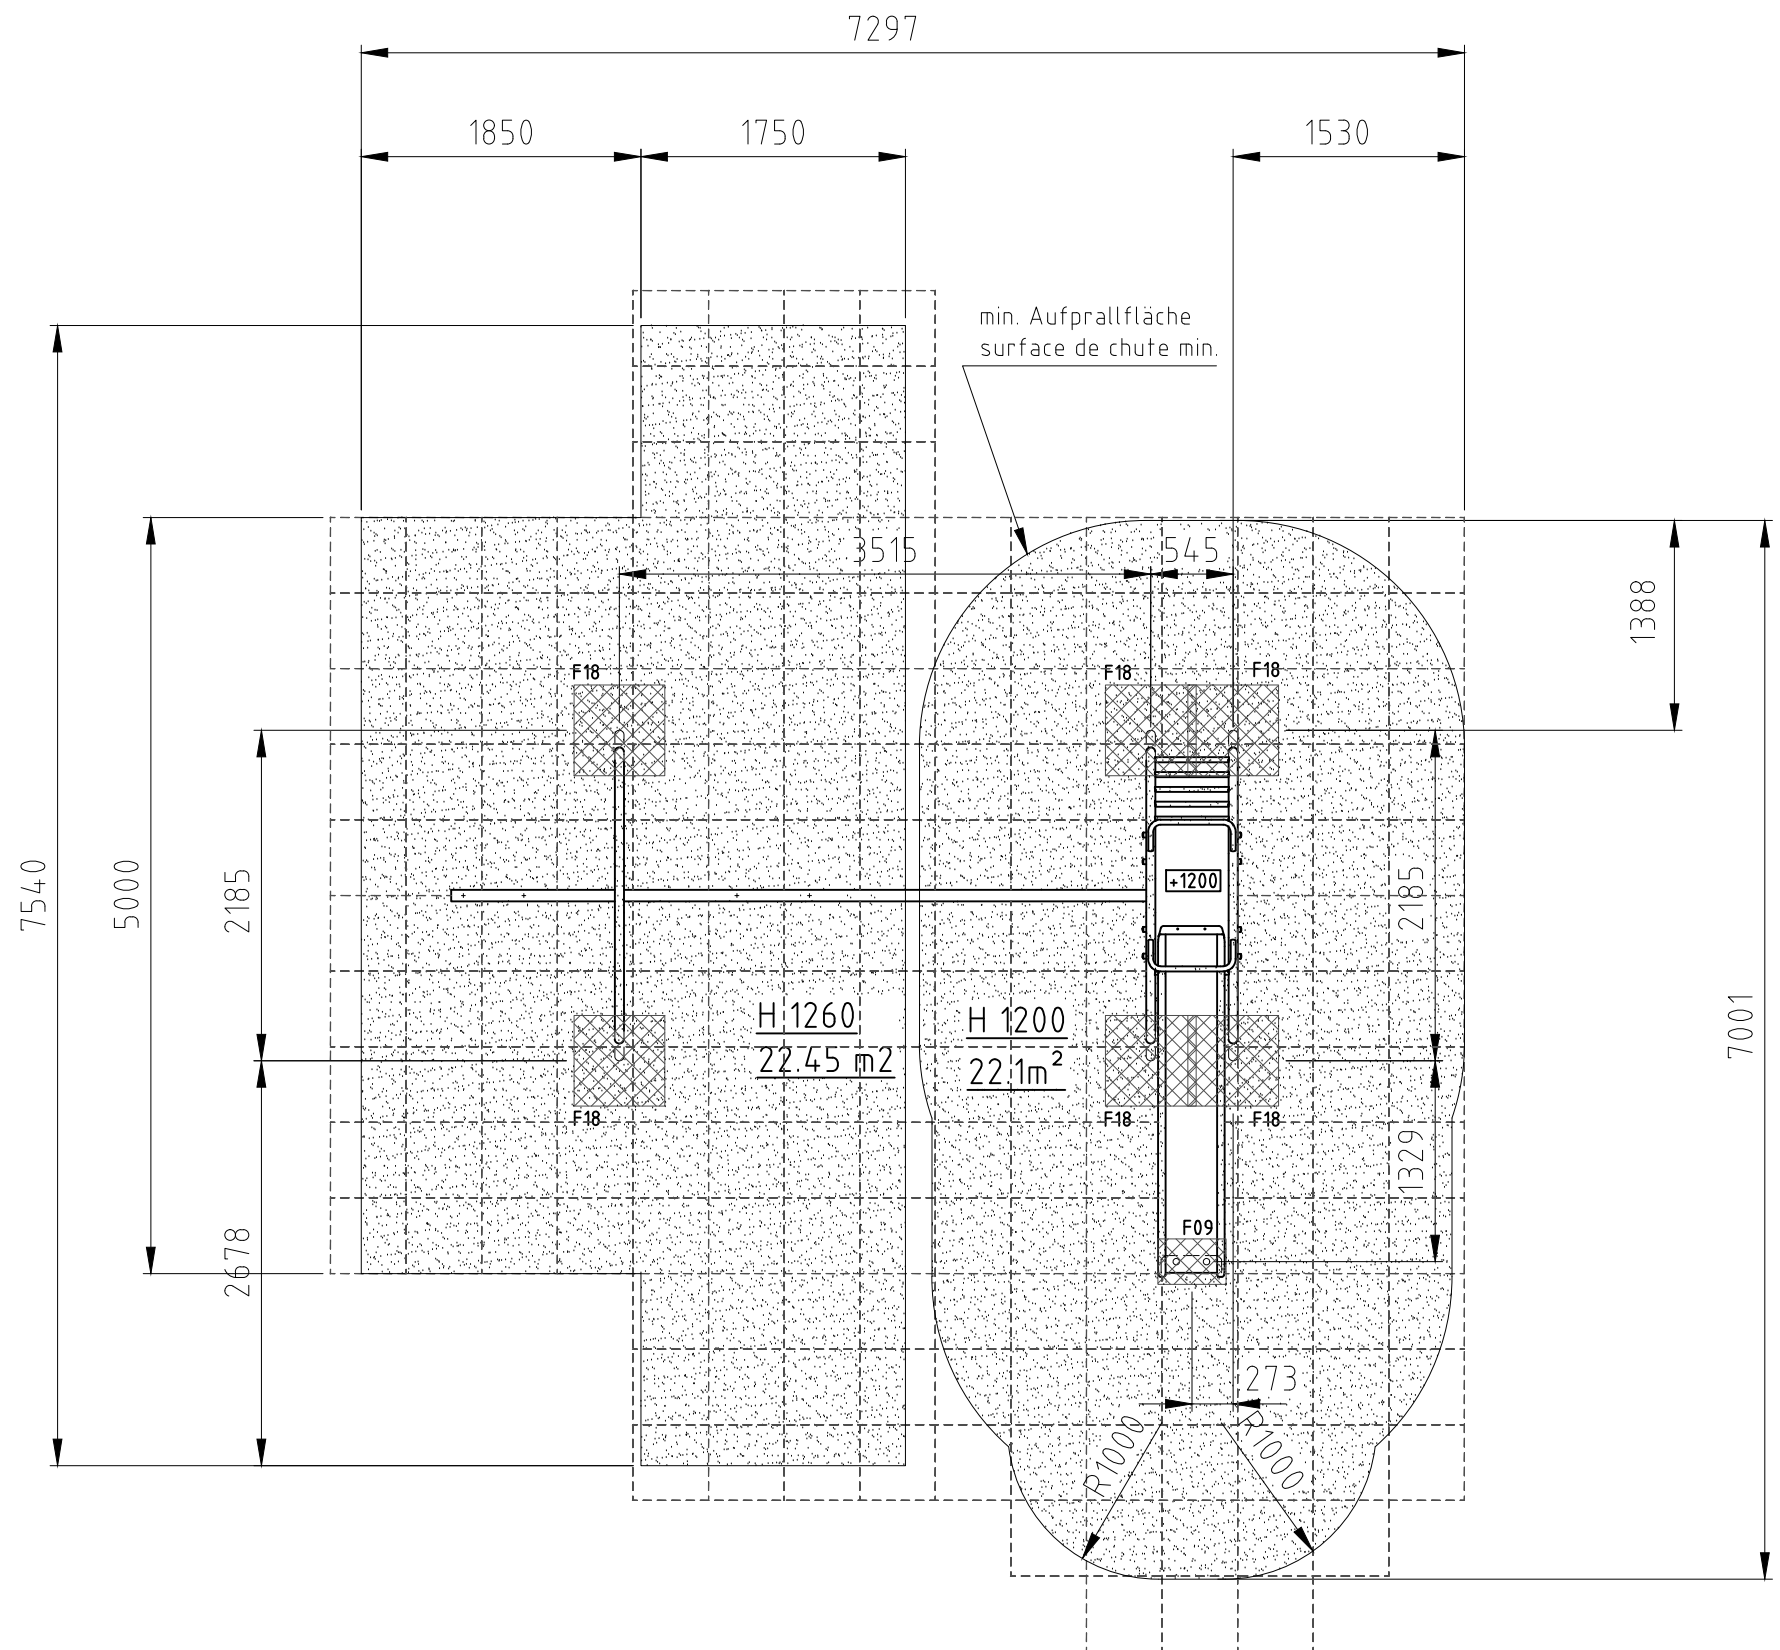 7297
1850
1750
1530
min. Aufprallfläche
surface de chute min.
3515
545
1388
F18
F18
F18
7540
5000
2185
+1200
2185
H 1260
22.45 m2
H 1200
22.1m²
7001
F18
F18
F18
1329
2678
F09
273
R1000
R1000